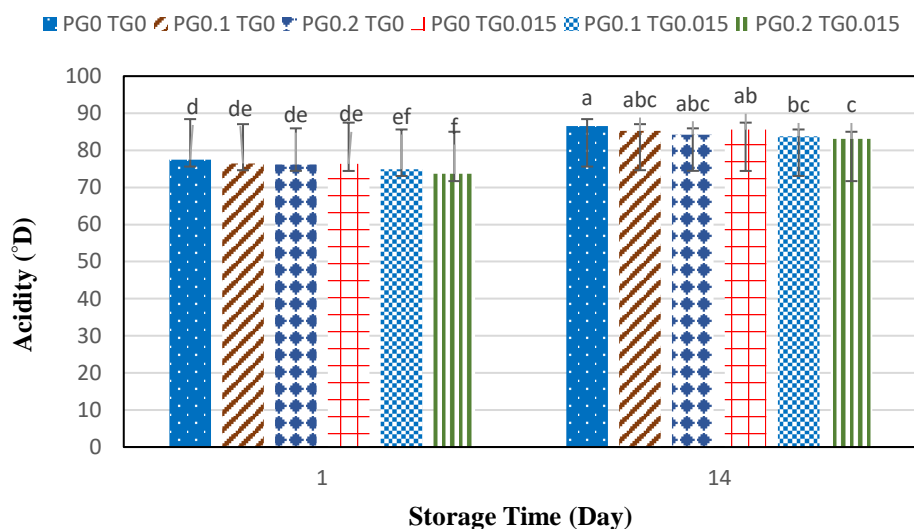 PG0 TG0 PG0.1 TG0 PG0.2 TG0 PG0 TG0.015 PG0.1 TG0.015 PG0.2 TG0.015
100
90
80
70
60
50
40
30
20
10
0
Acidity (°D)
d de de de ef f
a abc abc ab bc c
1 14
Storage Time (Day)